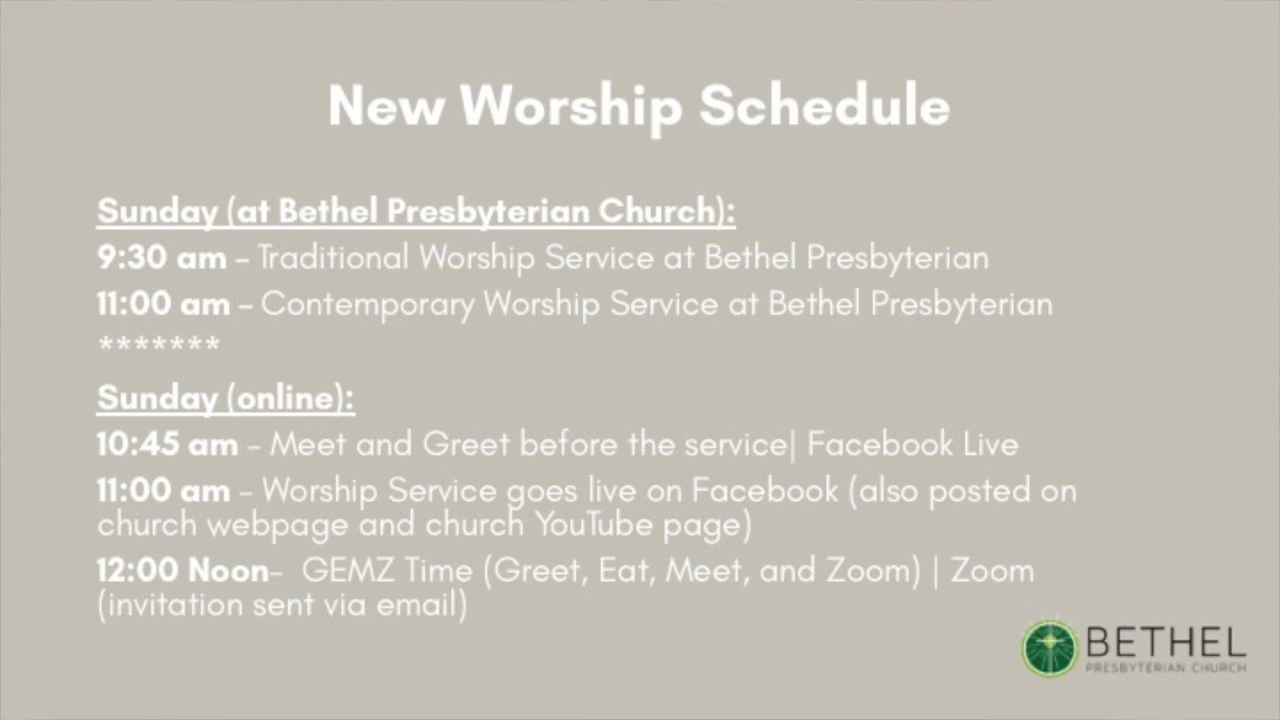 New Worship Schedule
Sunday (at Bethel Presbyterian Church):
9:30 am – Traditional Worship Service at Bethel Presbyterian
11:00 am – Contemporary Worship Service at Bethel Presbyterian
*******
Sunday (online):
10:45 am – Meet and Greet before the service| Facebook Live
11:00 am – Worship Service goes live on Facebook (also posted on
church webpage and church YouTube page)
12:00 Noon–  GEMZ Time (Greet, Eat, Meet, and Zoom) | Zoom
(invitation sent via email)
BETHEL
PRESBYTERIAN CHURCH